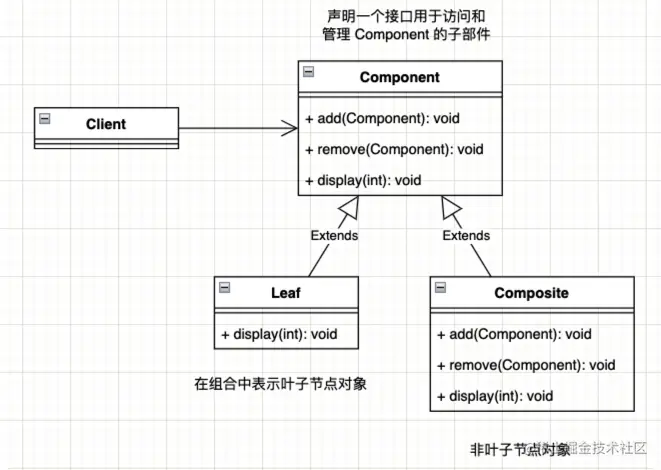 声明一个接口用于访问和
管理 Component 的子部件
Component
+ add(Component): void
+ remove(Component): void
+ display(int): void
Client
Extends
Extends
Leaf
+ display(int): void
在组合中表示叶子节点对象
Composite
+ add(Component): void
+ remove(Component): void
+ display(int): void
非叶子节点对象
@稀土掘金技术社区